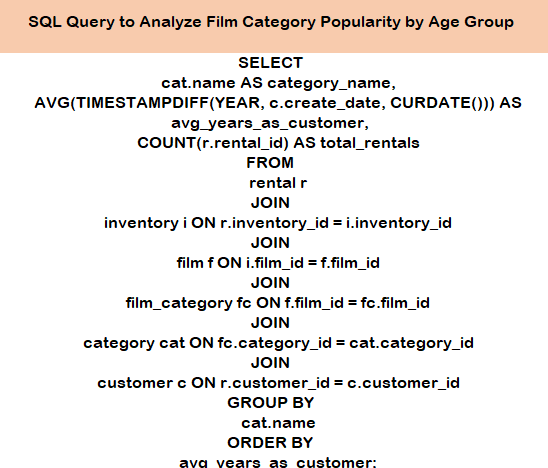 SQL Query to Analyze Film Category Popularity by Age Group
SELECT
cat.name AS category_name,
AVG(TIMESTAMPDIFF(YEAR, c.create_date, CURDATE())) AS
avg_years_as_customer,
COUNT(r.rental_id) AS total_rentals
FROM
rental r
JOIN
inventory i ON r.inventory_id = i.inventory_id
JOIN
film f ON i.film_id = f.film_id
JOIN
film_category fc ON f.film_id = fc.film_id
JOIN
category cat ON fc.category_id = cat.category_id
JOIN
customer c ON r.customer_id = c.customer_id
GROUP BY
cat.name
ORDER BY
avg_years_as_customer;